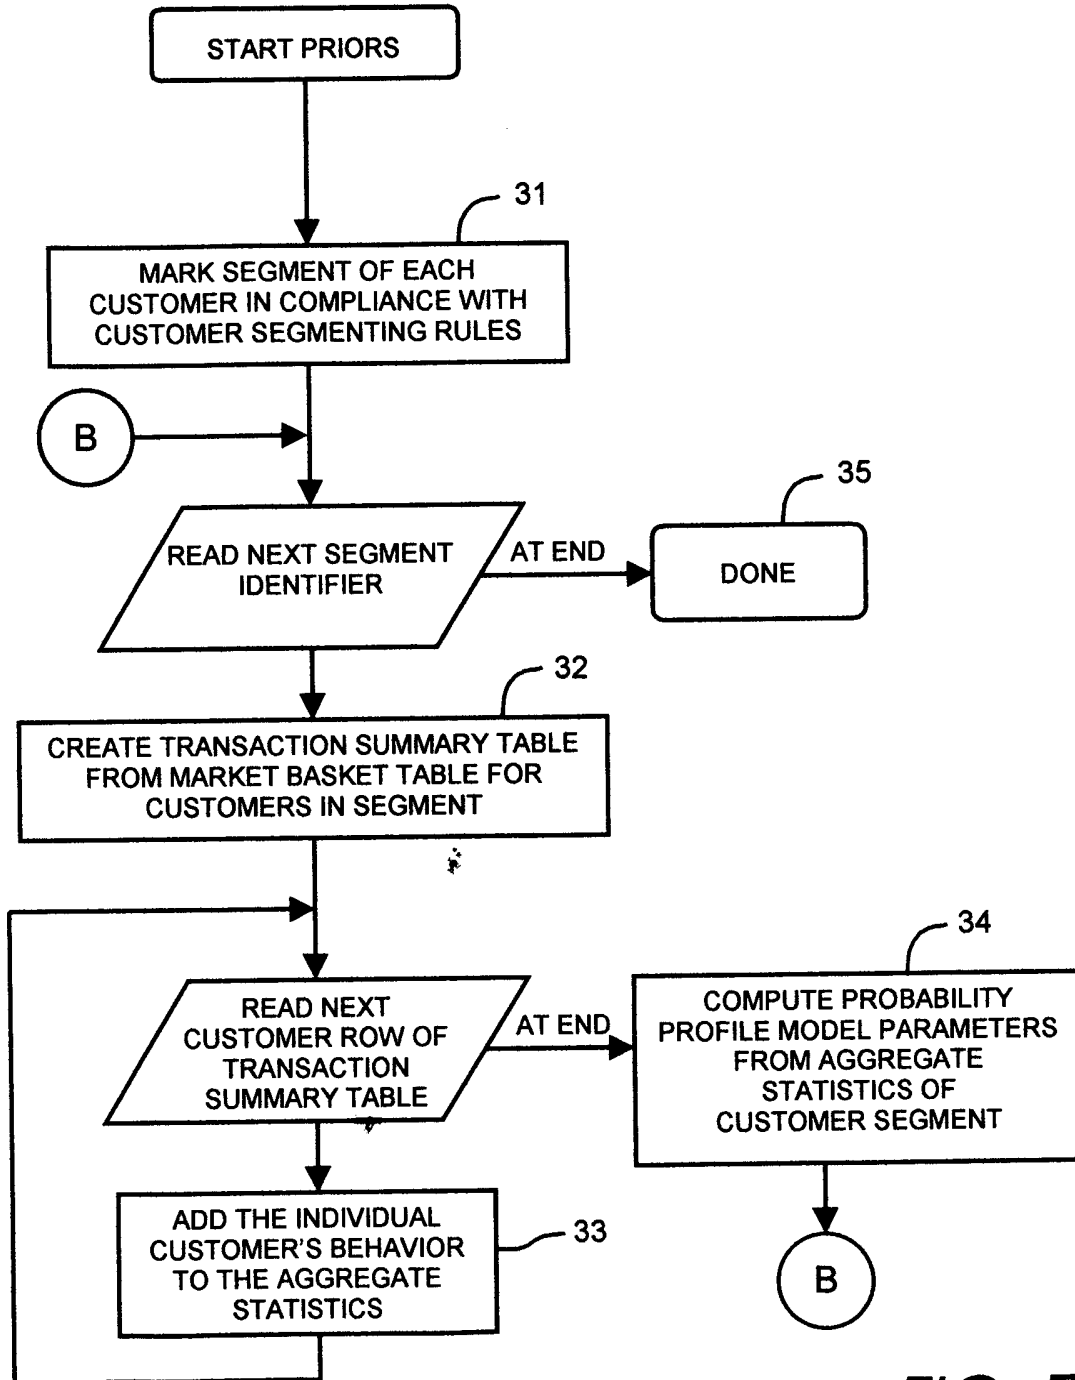 START PRIORS
31
MARK SEGMENT OF EACH
CUSTOMER IN COMPLIANCE WITH
CUSTOMER SEGMENTING RULES
B
35
READ NEXT SEGMENT
IDENTIFIER
AT END
DONE
32
CREATE TRANSACTION SUMMARY TABLE
FROM MARKET BASKET TABLE FOR
CUSTOMERS IN SEGMENT
34
READ NEXT
CUSTOMER ROW OF
TRANSACTION
SUMMARY TABLE
AT END
COMPUTE PROBABILITY
PROFILE MODEL PARAMETERS
FROM AGGREGATE
STATISTICS OF
CUSTOMER SEGMENT
33
ADD THE INDIVIDUAL
CUSTOMER'S BEHAVIOR
TO THE AGGREGATE
STATISTICS
B